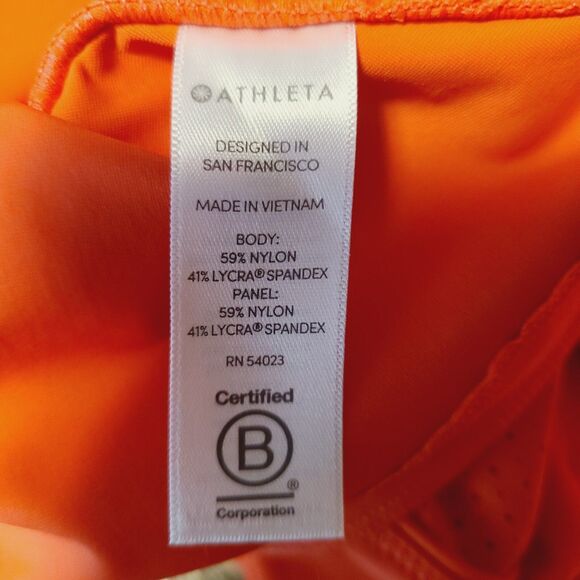 ATHLETA
DESIGNED IN
SAN FRANCISCO
MADE IN VIETNAM
BODY:
59% NYLON
41% LYCRA® SPANDEX
PANEL:
59% NYLON
41% LYCRA® SPANDEX
RN 54023
Certified
B
®
Corporation